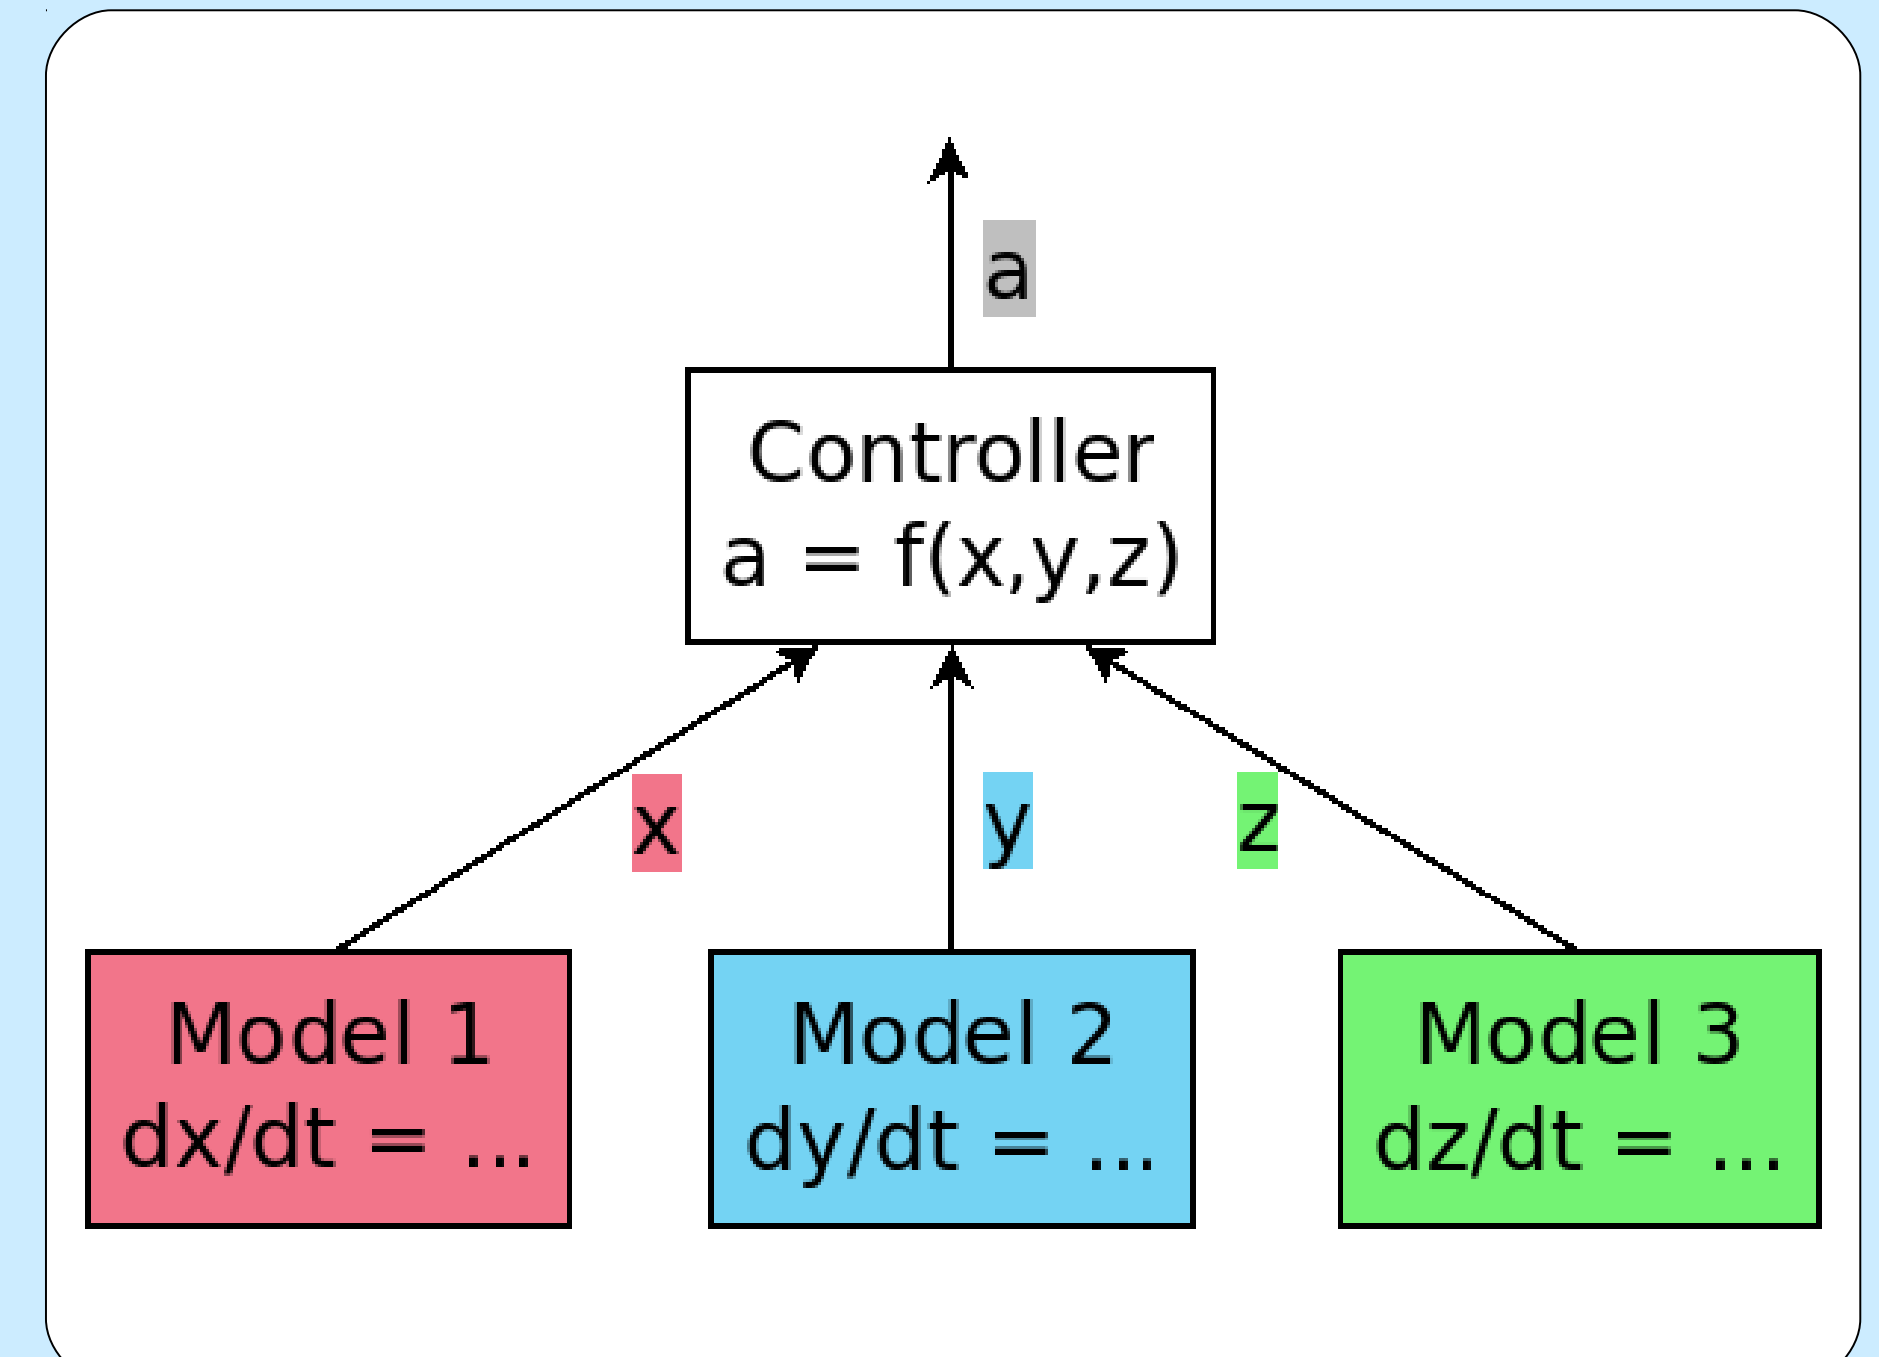 a
Controller
a = f(x,y,z)
x
y
z
Model 1
dx/dt = ...
Model 2
dy/dt = ...
Model 3
dz/dt = ...